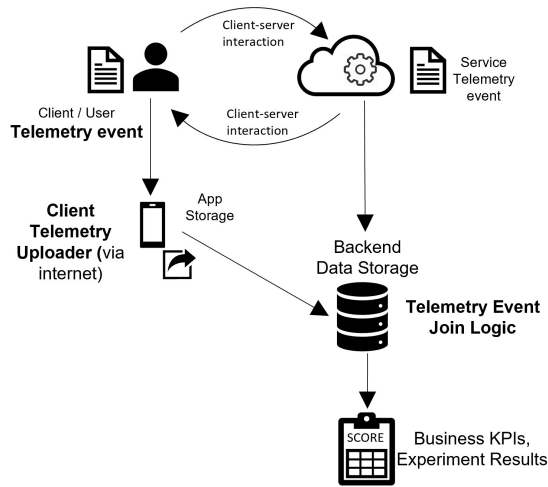 Client-server
interaction
Service
Telemetry
event
Client-server
interaction
Client / User
Telemetry event
App
Storage
Client
Telemetry
Uploader (via
internet)
Backend
Data Storage
Telemetry Event
Join Logic
SCORE
Business KPIs,
Experiment Results